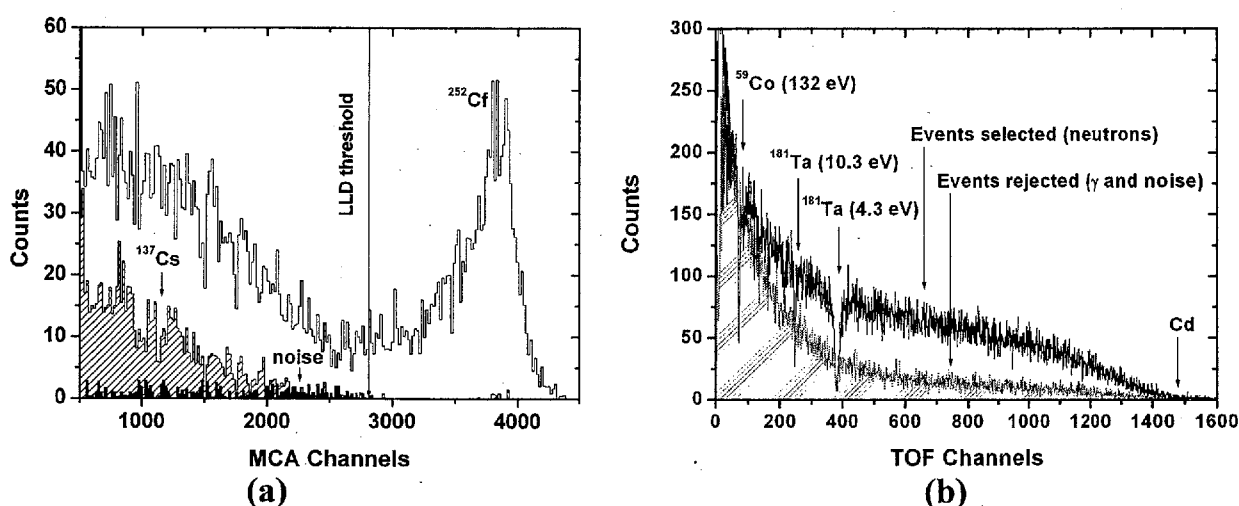 60
50
40
30
20
10
0
Counts
1000
2000
3000
4000
MCA Channels
(a)
LLD threshold
²⁵²Cf
¹³⁷Cs
noise
300
250
200
150
100
50
0
Counts
0
200
400
600
800
1000
1200
1400
1600
TOF Channels
(b)
⁵⁹Co (132 eV)
¹⁸¹Ta (10.3 eV)
¹⁸¹Ta (4.3 eV)
Events selected (neutrons)
Events rejected (γ and noise)
Cd